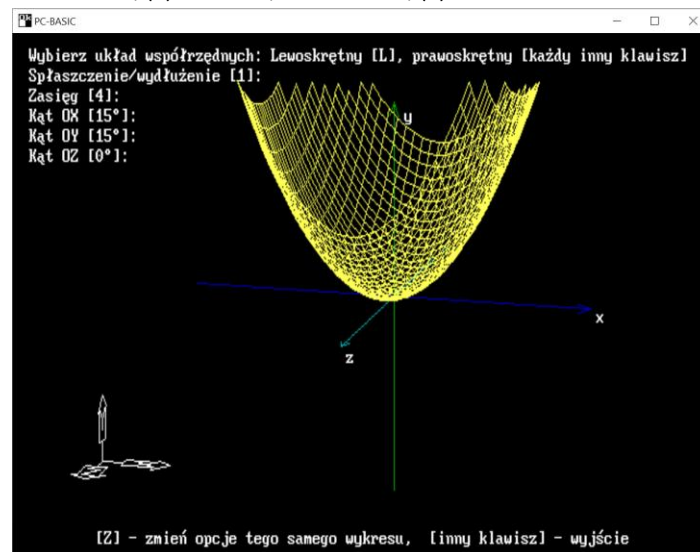 PC-BASIC
Wybierz układ współrzędnych: Lewoskrętny [L], prawoskrętny [każdy inny klawisz]
Spłaszczenie/wydłużenie [1]:
Zasięg [4]:
Kąt OX [15°]:
Kąt OY [15°]:
Kąt OZ [0°]:
y
x
z
[Z] - zmień opcje tego samego wykresu, [inny klawisz] - wyjście